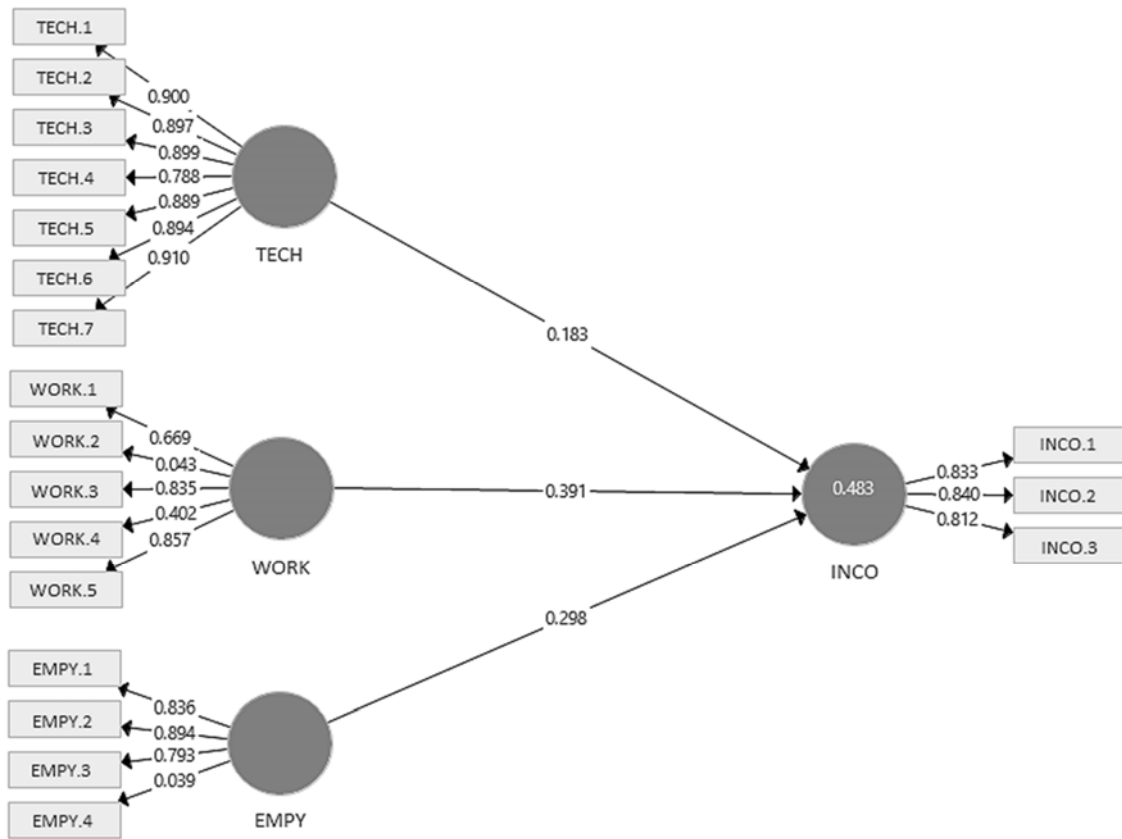 TECH.1
TECH.2
TECH.3
TECH.4
TECH.5
TECH.6
TECH.7
0.900
0.897
0.899
0.788
0.889
0.894
0.910
TECH
0.183
WORK.1
WORK.2
WORK.3
WORK.4
WORK.5
0.669
0.043
0.835
0.402
0.857
WORK
0.391
EMPY.1
EMPY.2
EMPY.3
EMPY.4
0.836
0.894
0.793
0.039
EMPY
0.298
0.483
INCO
0.833
0.840
0.812
INCO.1
INCO.2
INCO.3